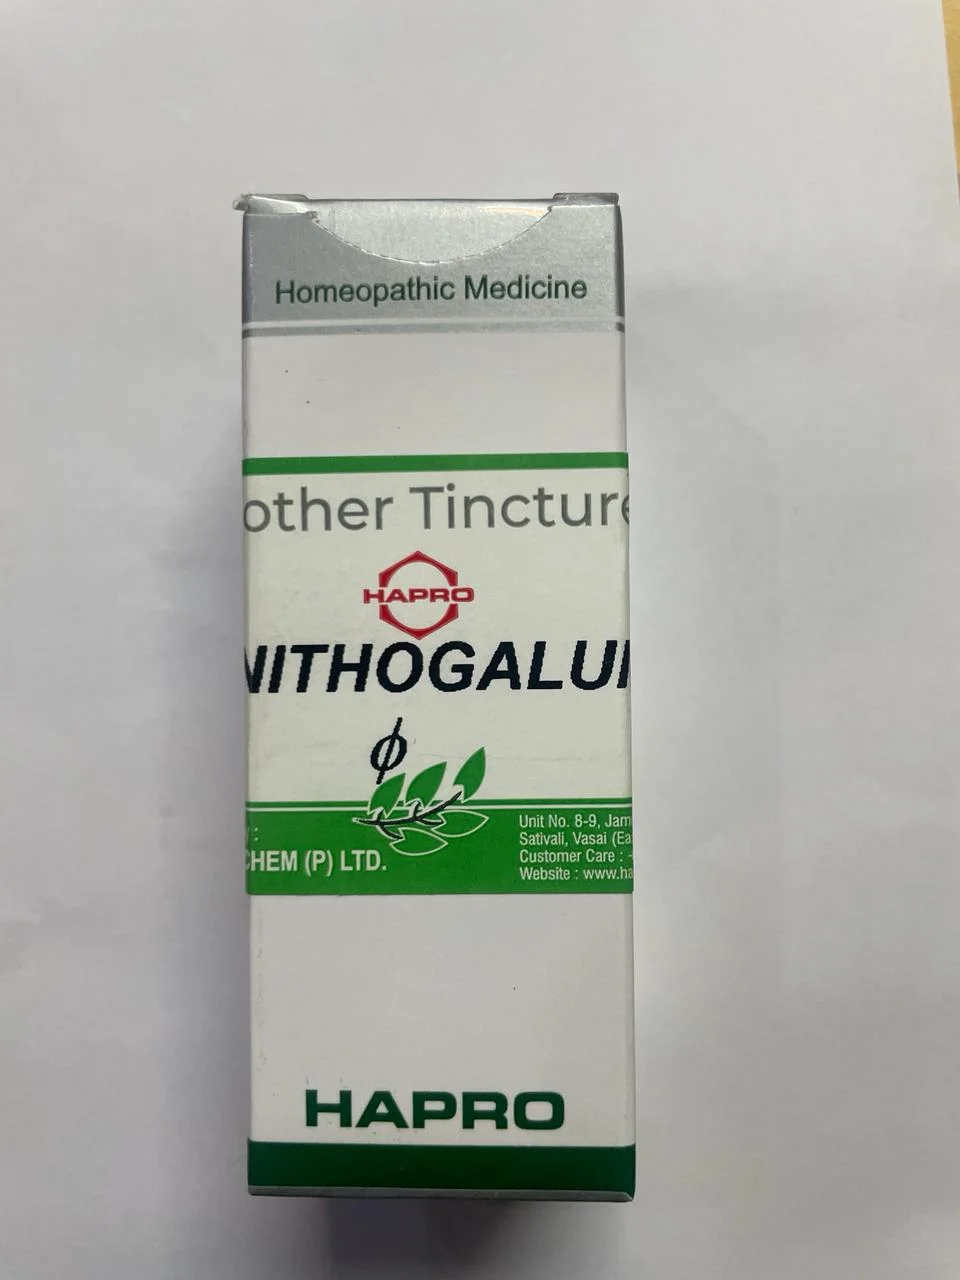 Homeopathic Medicine
other Tincture
HAPRO
NITHOGALU
ϕ
:
CHEM (P) LTD.
Unit No. 8-9, Jam
Sativali, Vasai (Ea
Customer Care : -
Website : www.ha
HAPRO